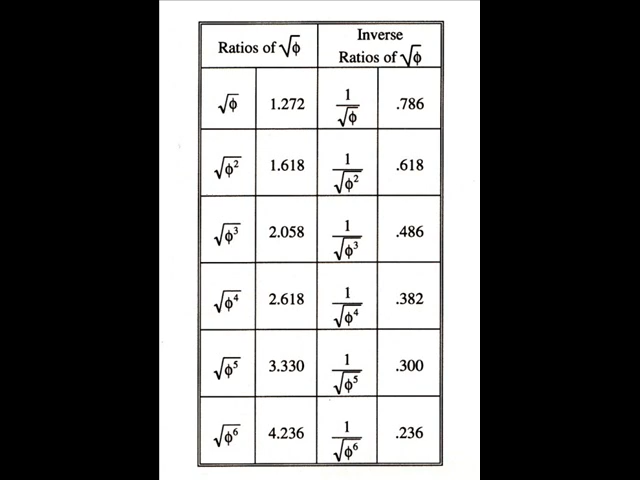 Ratios of √ϕ
Inverse
Ratios of √ϕ
√ϕ 1.272 1/√ϕ .786
√ϕ² 1.618 1/√ϕ² .618
√ϕ³ 2.058 1/√ϕ³ .486
√ϕ⁴ 2.618 1/√ϕ⁴ .382
√ϕ⁵ 3.330 1/√ϕ⁵ .300
√ϕ⁶ 4.236 1/√ϕ⁶ .236